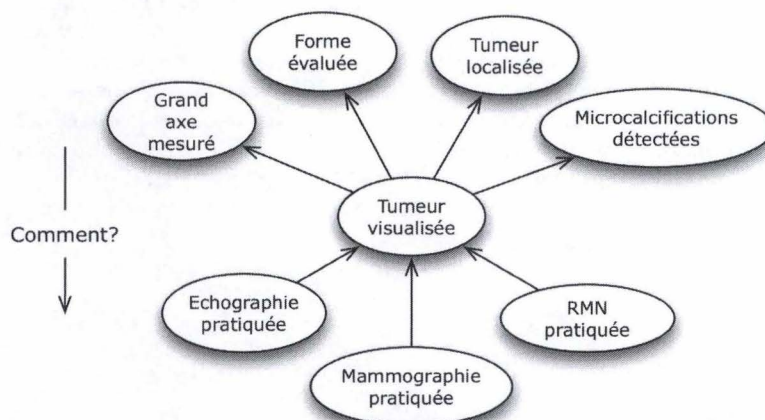 Forme
évaluée
Tumeur
localisée
Grand
axe
mesuré
Microcalcifications
détectées
Tumeur
visualisée
Comment?
Echographie
pratiquée
RMN
pratiquée
Mammographie
pratiquée